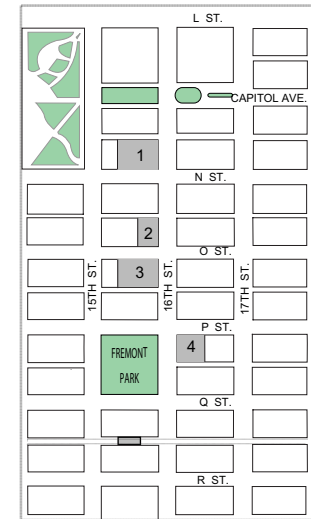 L ST.
CAPITOL AVE.
1
N ST.
2
O ST.
3
15TH ST.
16TH ST.
17TH ST.
P ST.
4
FREMONT
PARK
Q ST.
R ST.